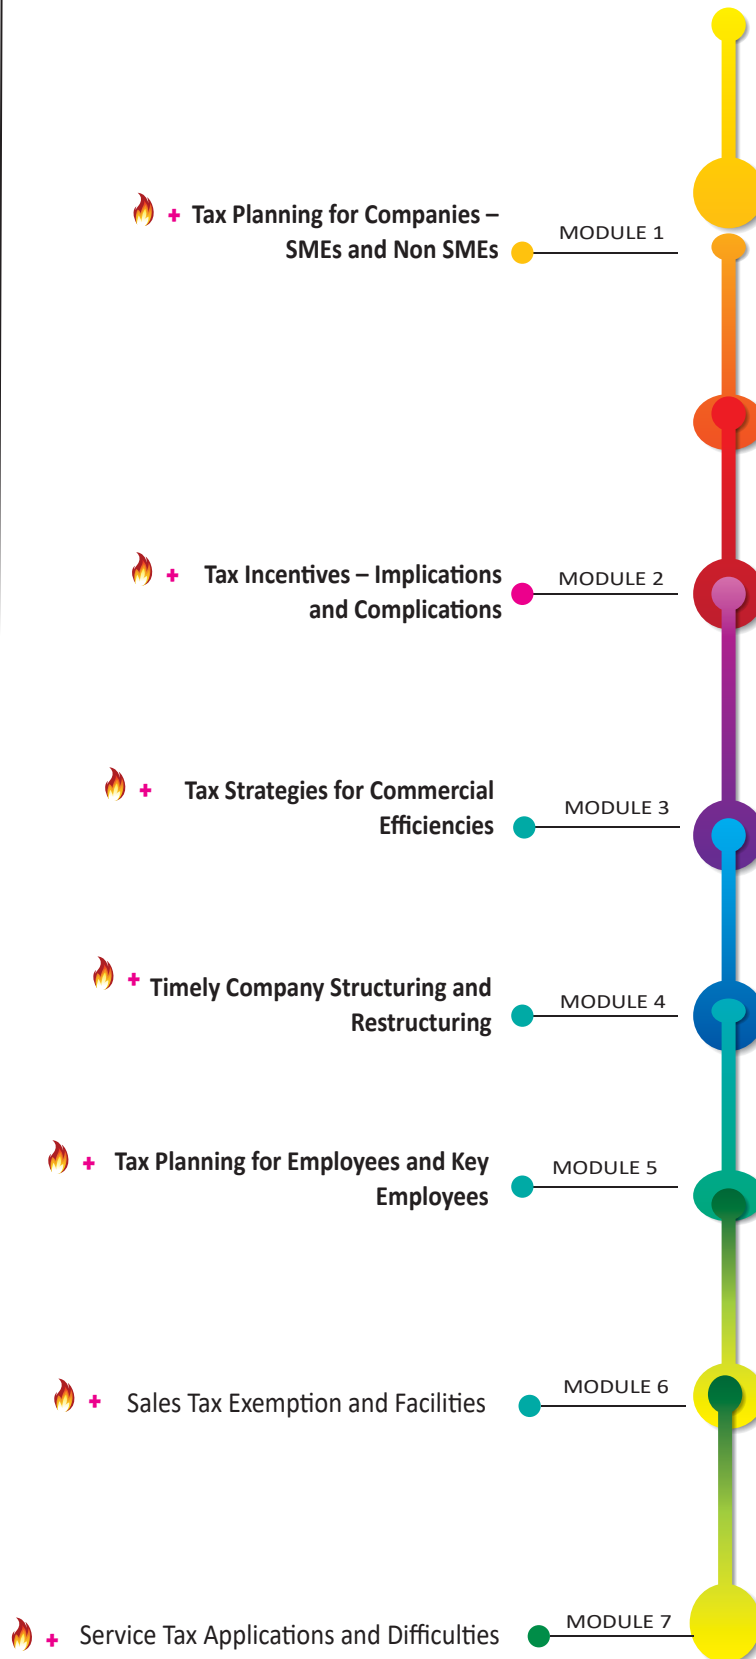 Tax Planning for Companies –
SMEs and Non SMEs
MODULE 1
Tax Incentives – Implications
and Complications
MODULE 2
Tax Strategies for Commercial
Efficiencies
MODULE 3
Timely Company Structuring and
Restructuring
MODULE 4
Tax Planning for Employees and Key
Employees
MODULE 5
Sales Tax Exemption and Facilities
MODULE 6
Service Tax Applications and Difficulties
MODULE 7